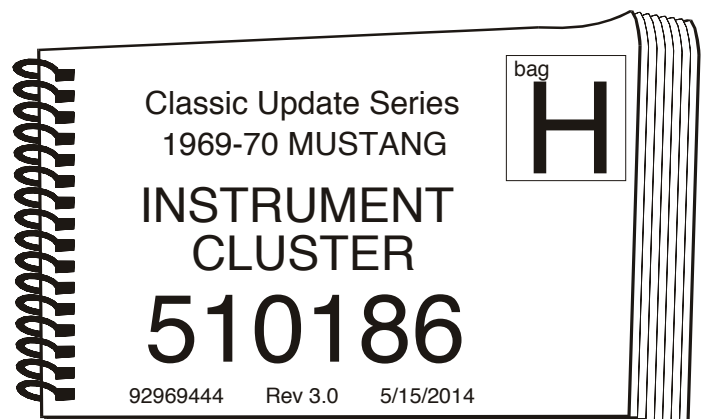 bag
H
Classic Update Series
1969-70 MUSTANG
INSTRUMENT
CLUSTER
510186
92969444 Rev 3.0 5/15/2014